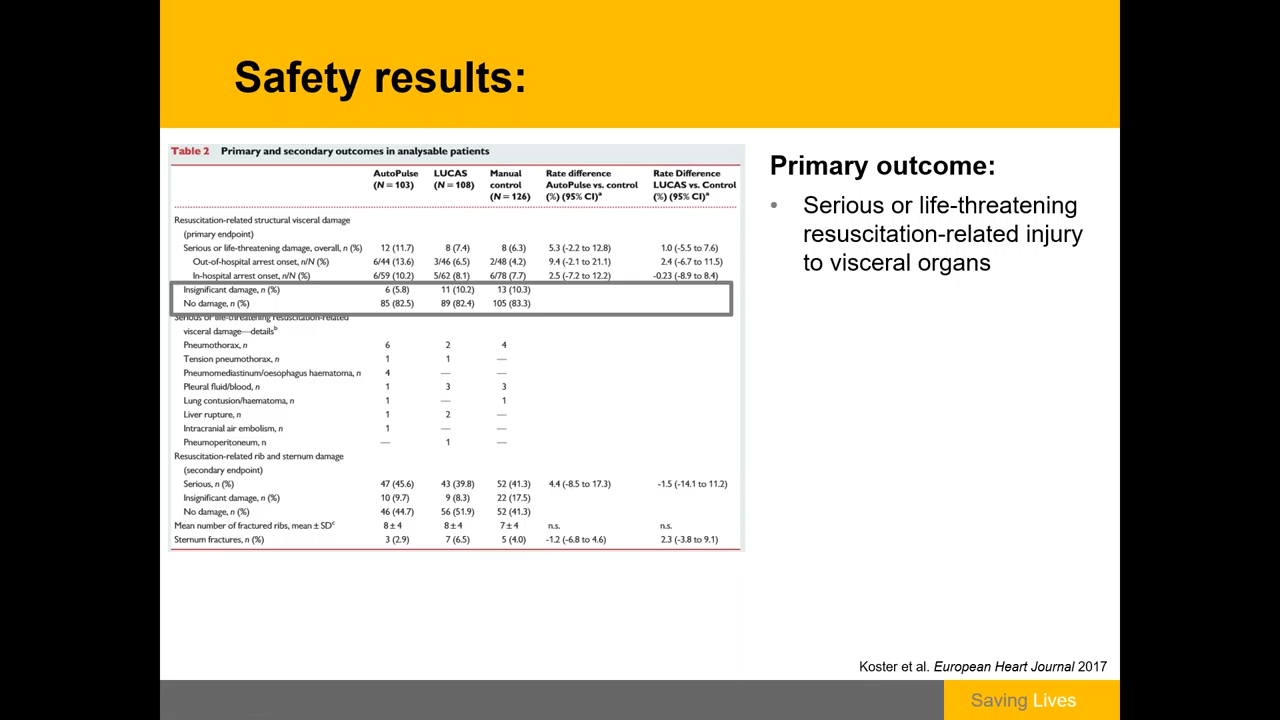 Safety results:
Table 2 Primary and secondary outcomes in analysable patients
AutoPulse LUCAS Manual Rate difference Rate Difference
(N = 103) (N = 108) control AutoPulse vs. control LUCAS vs. Control
(N = 126) (%) (95% CI)a (%) (95% CI)a
Resuscitation-related structural visceral damage
(primary endpoint)
Serious or life-threatening damage, overall, n (%) 12 (11.7) 8 (7.4) 8 (6.3) 5.3 (-2.2 to 12.8) 1.0 (-5.5 to 7.6)
Out-of-hospital arrest onset, n/N (%) 6/44 (13.6) 3/46 (6.5) 2/48 (4.2) 9.4 (-2.1 to 21.1) 2.4 (-6.7 to 11.5)
In-hospital arrest onset, n/N (%) 6/59 (10.2) 5/62 (8.1) 6/78 (7.7) 2.5 (-7.2 to 12.2) -0.23 (-8.9 to 8.4)
Insignificant damage, n (%) 6 (5.8) 11 (10.2) 13 (10.3)
No damage, n (%) 85 (82.5) 89 (82.4) 105 (83.3)
Serious or life-threatening resuscitation-related
visceral damage—detailsb
Pneumothorax, n 6 2 4
Tension pneumothorax, n 1 1 —
Pneumomediastinum/oesophagus haematoma, n 4 — —
Pleural fluid/blood, n 1 3 3
Lung contusion/haematoma, n 1 — 1
Liver rupture, n 1 2 —
Intracranial air embolism, n 1 — —
Pneumoperitoneum, n — 1 —
Resuscitation-related rib and sternum damage
(secondary endpoint)
Serious, n (%) 47 (45.6) 43 (39.8) 52 (41.3) 4.4 (-8.5 to 17.3) -1.5 (-14.1 to 11.2)
Insignificant damage, n (%) 10 (9.7) 9 (8.3) 22 (17.5)
No damage, n (%) 46 (44.7) 56 (51.9) 52 (41.3)
Mean number of fractured ribs, mean ± SDc 8 ± 4 8 ± 4 7 ± 4 n.s. n.s.
Sternum fractures, n (%) 3 (2.9) 7 (6.5) 5 (4.0) -1.2 (-6.8 to 4.6) 2.3 (-3.8 to 9.1)
Primary outcome:
• Serious or life-threatening
resuscitation-related injury
to visceral organs
Koster et al. European Heart Journal 2017
Saving Lives